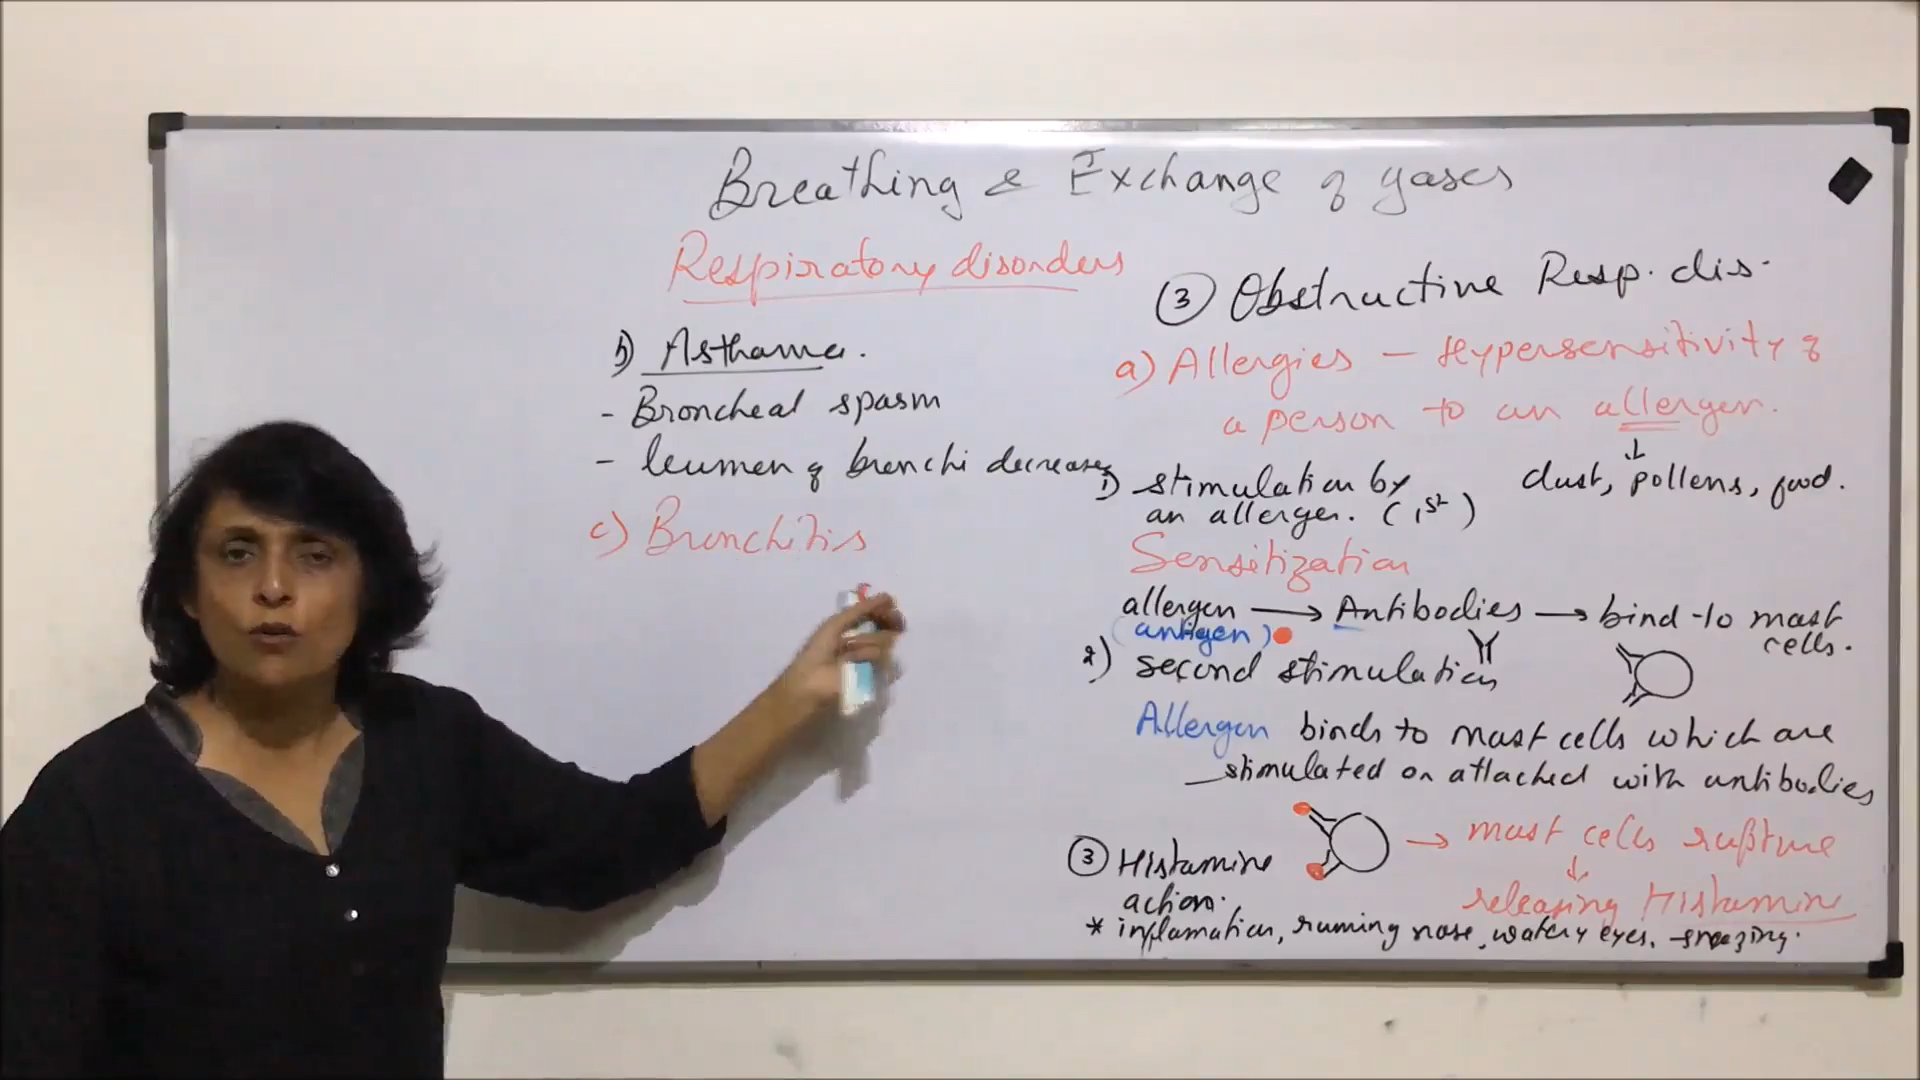 Breathing & Exchange of gases
Respiratory disorders
b) Asthama.
- Broncheal spasm
- leumen of bronchi decreases
c) Bronchitis
③ Obstructive Resp. dis.
a) Allergies - Hypersensitivity of
a person to an allergen.
↓
dust, pollens, food.
1) stimulation by
an allergen. (1st)
Sensitization
allergen → Antibodies → bind to mast
cells.
(antigen)
2) second stimulation
Allergen binds to mast cells which are
stimulated or attached with antibodies
→ mast cells rupture
↓
releasing Histamine
③ Histamine
action.
* inflamation, running nose, watery eyes, sneezing.